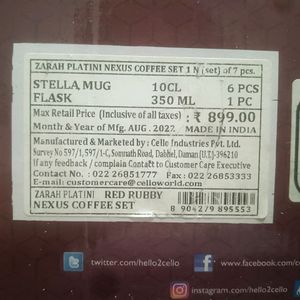 ZARAH PLATINI NEXUS COFFEE SET 1 N (set) of 7 pcs.
STELLA MUG 10CL 6 PCS
FLASK 350 ML 1 PC
Max Retail Price (Inclusive of all taxes) : ₹ 899.00
Month & Year of Mfg. AUG. 2022 MADE IN INDIA
Manufactured & Marketed by : Cello Industries Pvt. Ltd.
Survey No 597/1, 597/1-C, Somnath Road, Dabhel, Daman [U.T.]-396210
If any feedback / complain Contact to Customer Care Executive
Contact No. : 022 26851777 Fax No : 022 26853333
E-mail: customercare@celloworld.com
ZARAH PLATINI RED RUBBY
NEXUS COFFEE SET
8 904279 895553
twitter.com/hello2cello
www.facebook.com/c
INSTAGRAM.com/hello2cello